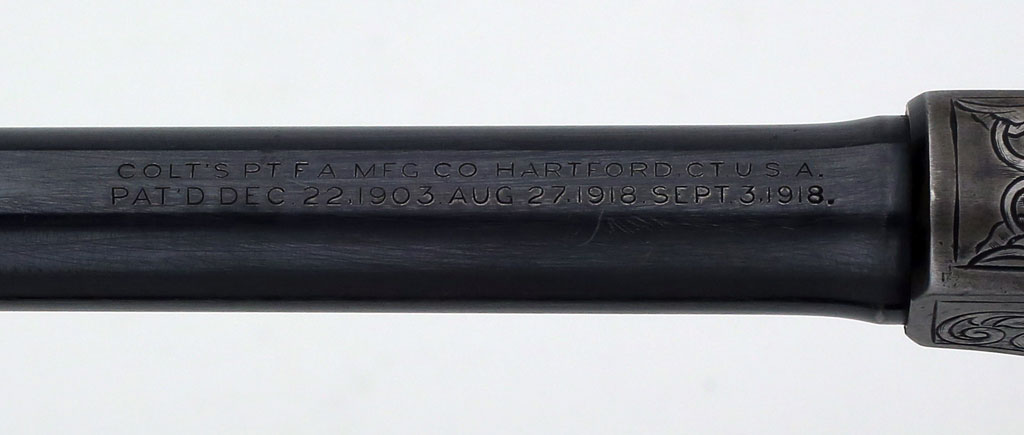 COLT'S PT. F. A. MFG. CO. HARTFORD. CT. U.S.A.
PAT'D DEC. 22.1903. AUG. 27.1918. SEPT. 3.1918.